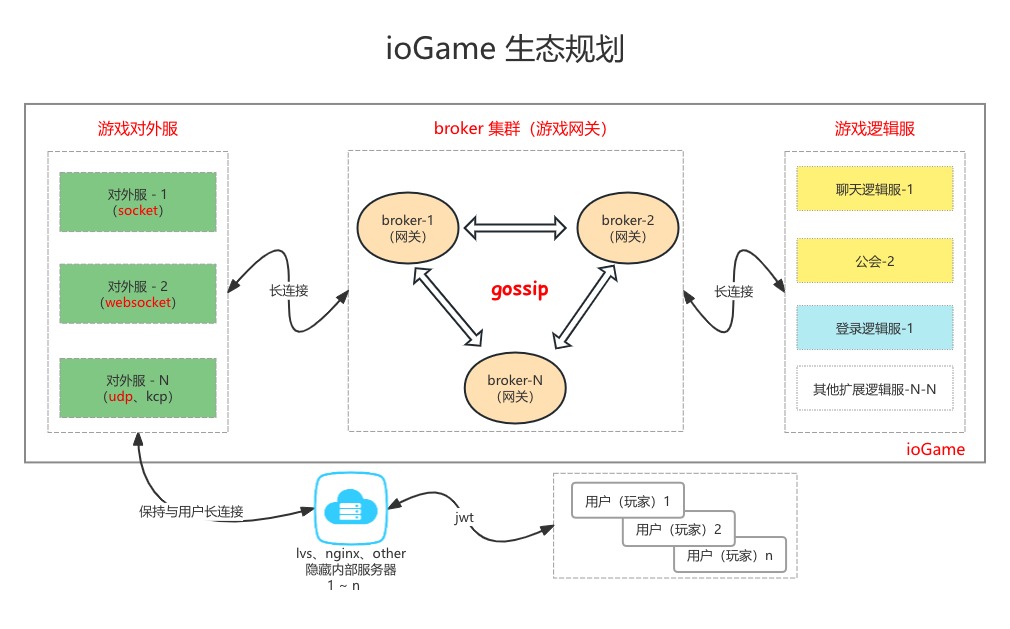 ioGame 生态规划
游戏对外服
broker 集群（游戏网关）
游戏逻辑服
对外服 - 1
（socket）
对外服 - 2
（websocket）
对外服 - N
（udp、kcp）
长连接
broker-1
（网关）
broker-2
（网关）
gossip
broker-N
（网关）
长连接
聊天逻辑服-1
公会-2
登录逻辑服-1
其他扩展逻辑服-N-N
ioGame
保持与用户长连接
lvs、nginx、other
隐藏内部服务器
1 ~ n
jwt
用户（玩家）1
用户（玩家）2
用户（玩家）n